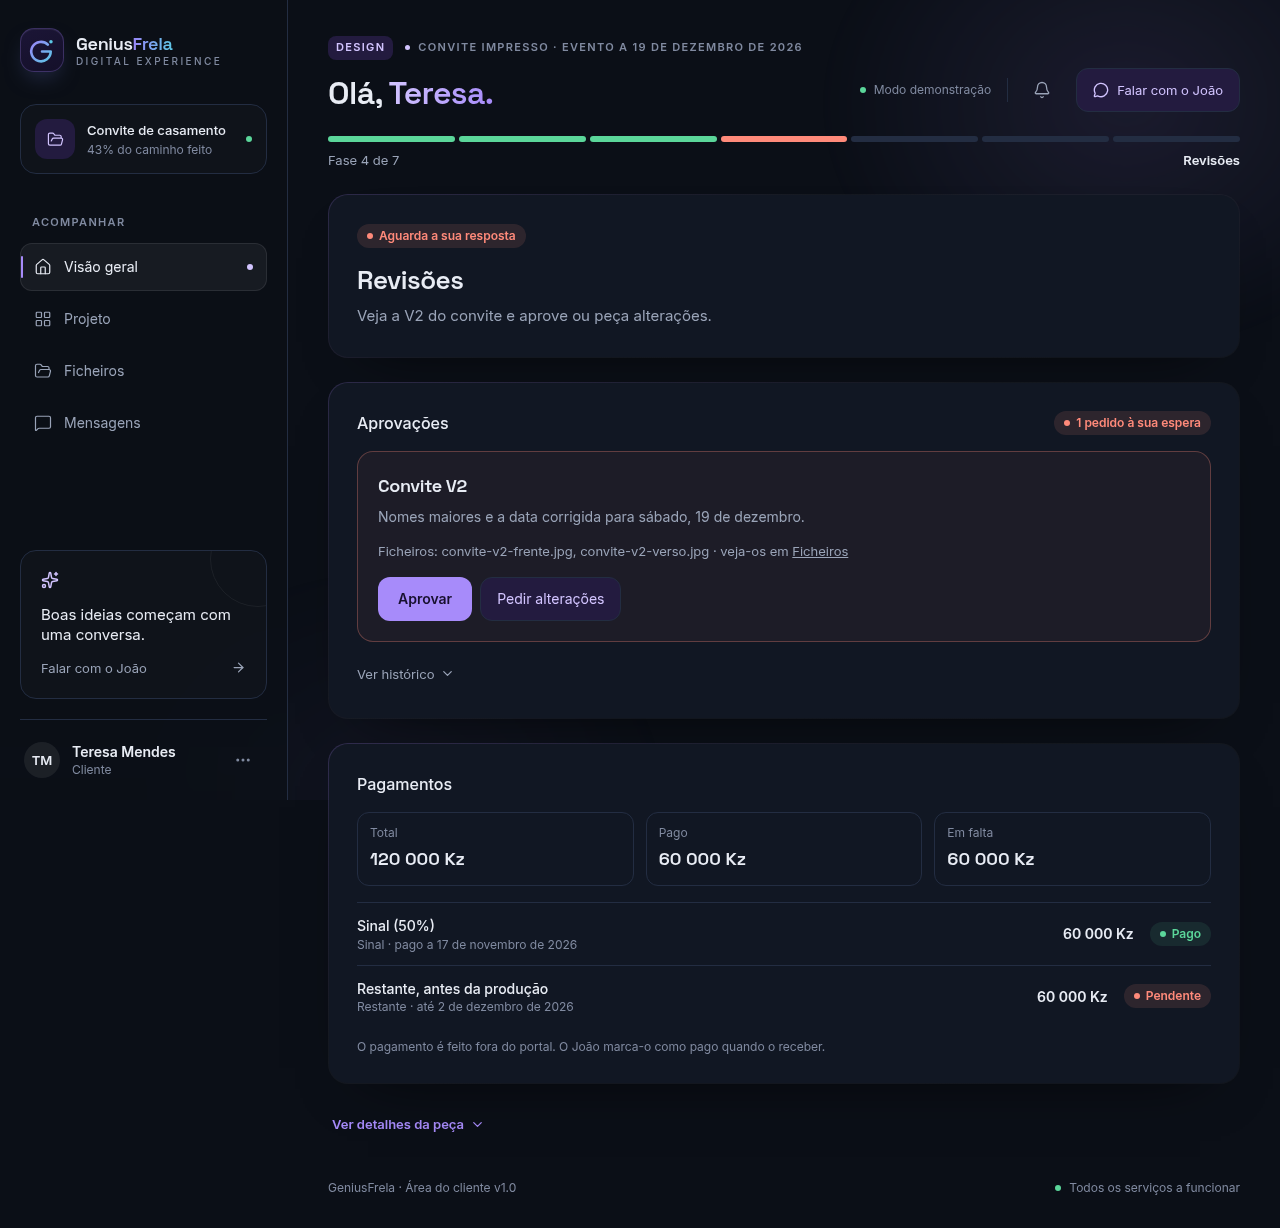 GeniusFrela
DIGITAL EXPERIENCE
Convite de casamento
43% do caminho feito
ACOMPANHAR
Visão geral
Projeto
Ficheiros
Mensagens
Boas ideias começam com
uma conversa.
Falar com o João
TM
Teresa Mendes
Cliente
DESIGN
CONVITE IMPRESSO · EVENTO A 19 DE DEZEMBRO DE 2026
Olá, Teresa.
Modo demonstração
Falar com o João
Fase 4 de 7
Revisões
Aguarda a sua resposta
Revisões
Veja a V2 do convite e aprove ou peça alterações.
Aprovações
1 pedido à sua espera
Convite V2
Nomes maiores e a data corrigida para sábado, 19 de dezembro.
Ficheiros: convite-v2-frente.jpg, convite-v2-verso.jpg · veja-os em Ficheiros
Aprovar
Pedir alterações
Ver histórico
Pagamentos
Total
120 000 Kz
Pago
60 000 Kz
Em falta
60 000 Kz
Sinal (50%)
Sinal · pago a 17 de novembro de 2026
60 000 Kz
Pago
Restante, antes da produção
Restante · até 2 de dezembro de 2026
60 000 Kz
Pendente
O pagamento é feito fora do portal. O João marca-o como pago quando o receber.
Ver detalhes da peça
GeniusFrela · Área do cliente v1.0
Todos os serviços a funcionar